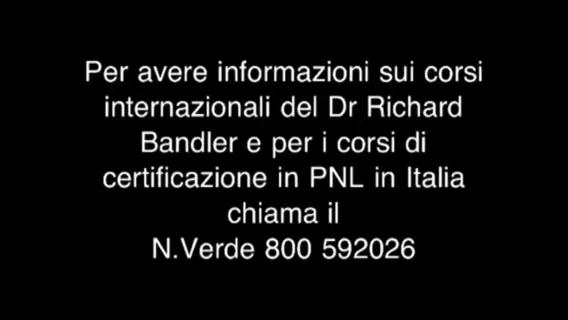 Per avere informazioni sui corsi
internazionali del Dr Richard
Bandler e per i corsi di
certificazione in PNL in Italia
chiama il
N.Verde 800 592026